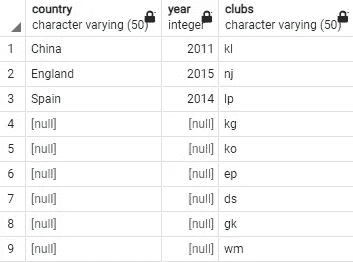 country year clubs
character varying (50) integer character varying (50)
1 China 2011 kl
2 England 2015 nj
3 Spain 2014 lp
4 [null] [null] kg
5 [null] [null] ko
6 [null] [null] ep
7 [null] [null] ds
8 [null] [null] gk
9 [null] [null] wm